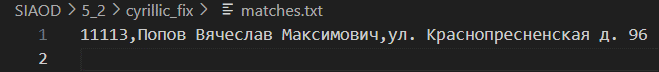 SIAOD > 5_2 > cyrillic_fix > matches.txt
1 11113,Попов Вячеслав Максимович,ул. Краснопресненская д. 96
2